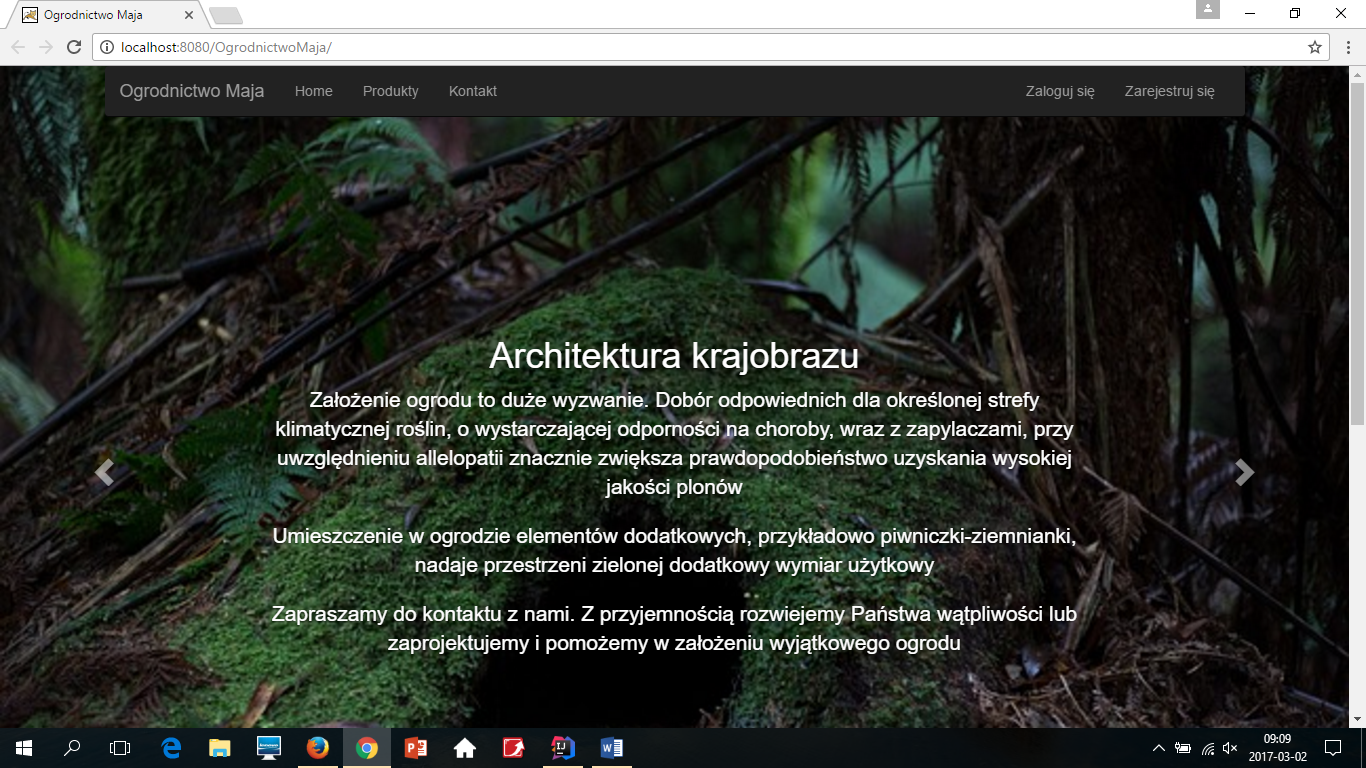 Ogrodnictwo Maja
localhost:8080/OgrodnictwoMaja/
Ogrodnictwo Maja Home Produkty Kontakt Zaloguj się Zarejestruj się
Architektura krajobrazu
Założenie ogrodu to duże wyzwanie. Dobór odpowiednich dla określonej strefy
klimatycznej roślin, o wystarczającej odporności na choroby, wraz z zapylaczami, przy
uwzględnieniu allelopatii znacznie zwiększa prawdopodobieństwo uzyskania wysokiej
jakości plonów
Umieszczenie w ogrodzie elementów dodatkowych, przykładowo piwniczki-ziemnianki,
nadaje przestrzeni zielonej dodatkowy wymiar użytkowy
Zapraszamy do kontaktu z nami. Z przyjemnością rozwiejemy Państwa wątpliwości lub
zaprojektujemy i pomożemy w założeniu wyjątkowego ogrodu
09:09
2017-03-02